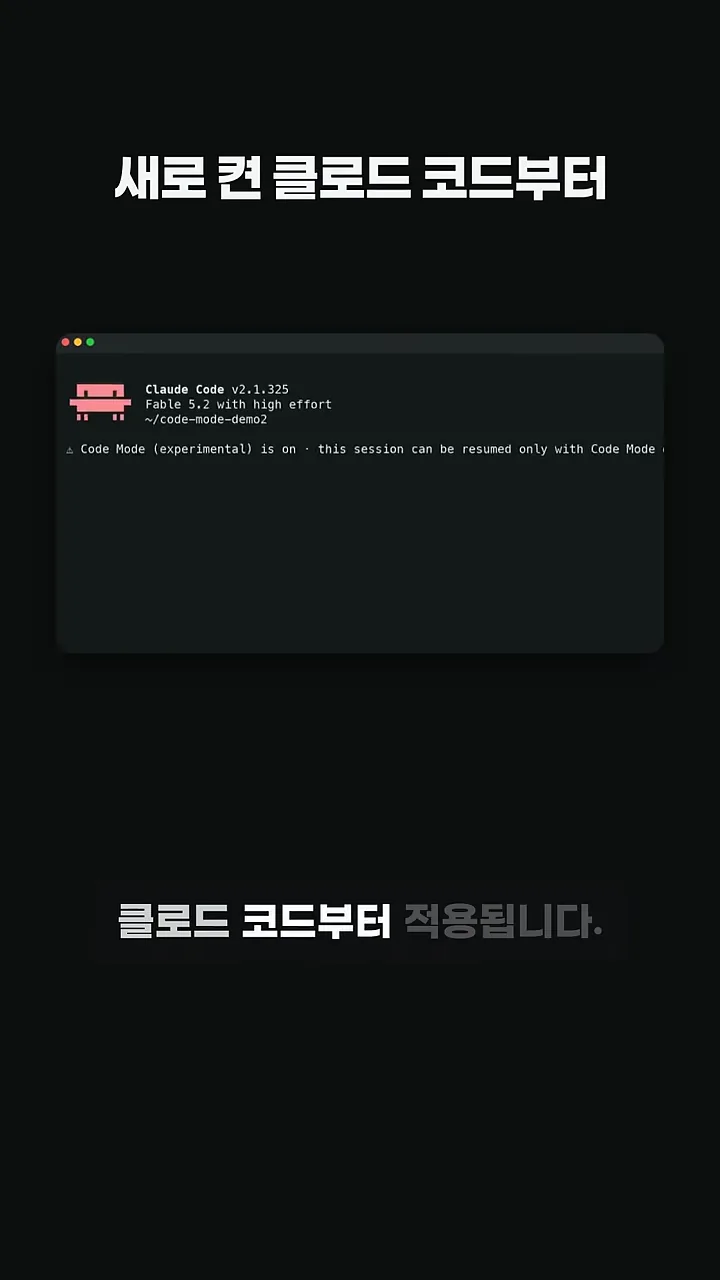 새로 켠 클로드 코드부터
Claude Code v2.1.325
Fable 5.2 with high effort
~/code-mode-demo2
⚠ Code Mode (experimental) is on · this session can be resumed only with Code Mode
클로드 코드부터 적용됩니다.